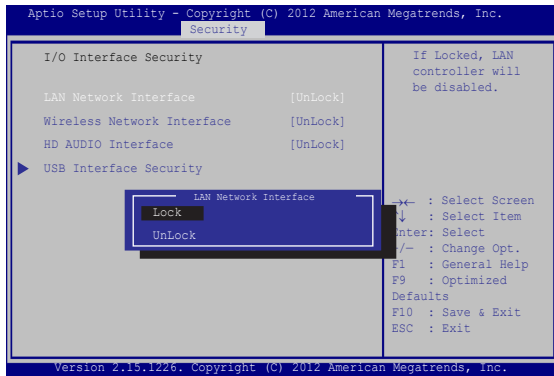 Aptio Setup Utility - Copyright (C) 2012 American Megatrends, Inc.
Security
I/O Interface Security
LAN Network Interface [UnLock]
Wireless Network Interface [UnLock]
HD AUDIO Interface [UnLock]
USB Interface Security
If Locked, LAN
controller will
be disabled.
LAN Network Interface
Lock
UnLock
→← : Select Screen
↑↓ : Select Item
Enter: Select
+/— : Change Opt.
F1 : General Help
F9 : Optimized
Defaults
F10 : Save & Exit
ESC : Exit
Version 2.15.1226. Copyright (C) 2012 American Megatrends, Inc.